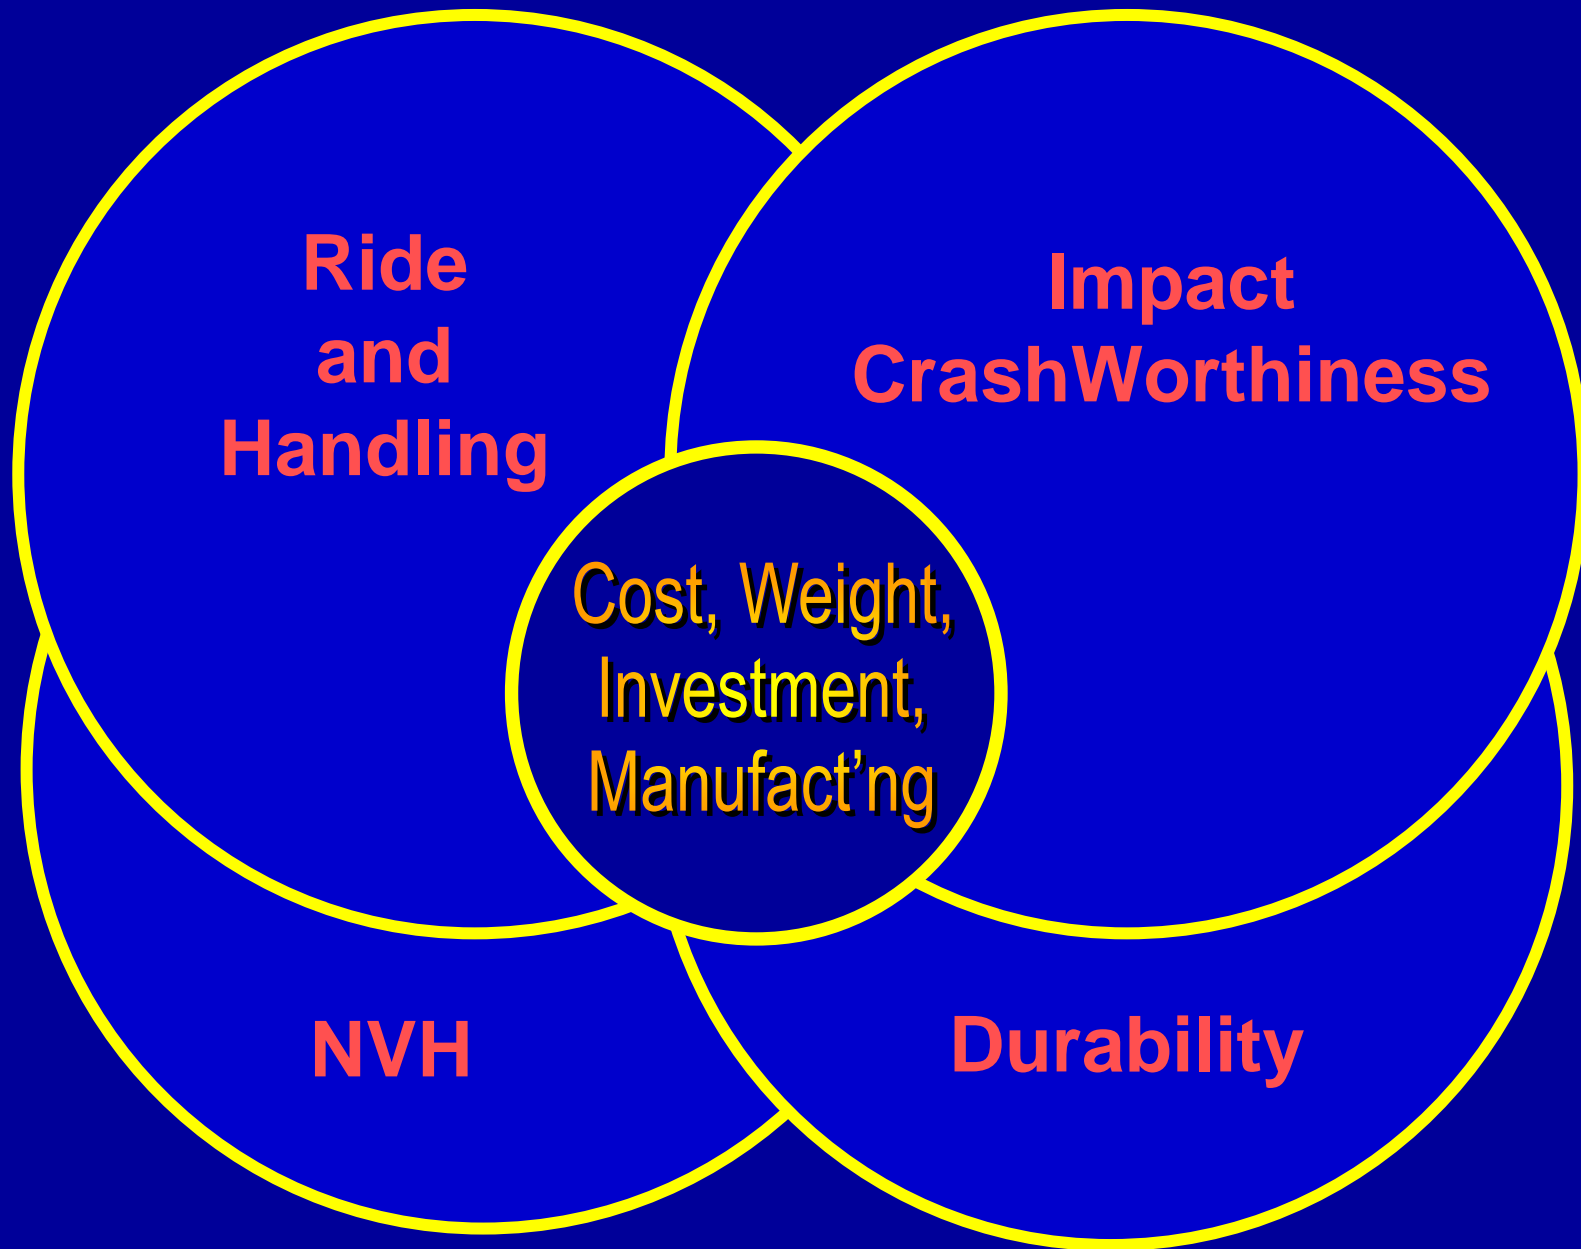 Ride
and
Handling
Impact
CrashWorthiness
Cost, Weight,
Investment,
Manufact’ng
NVH
Durability